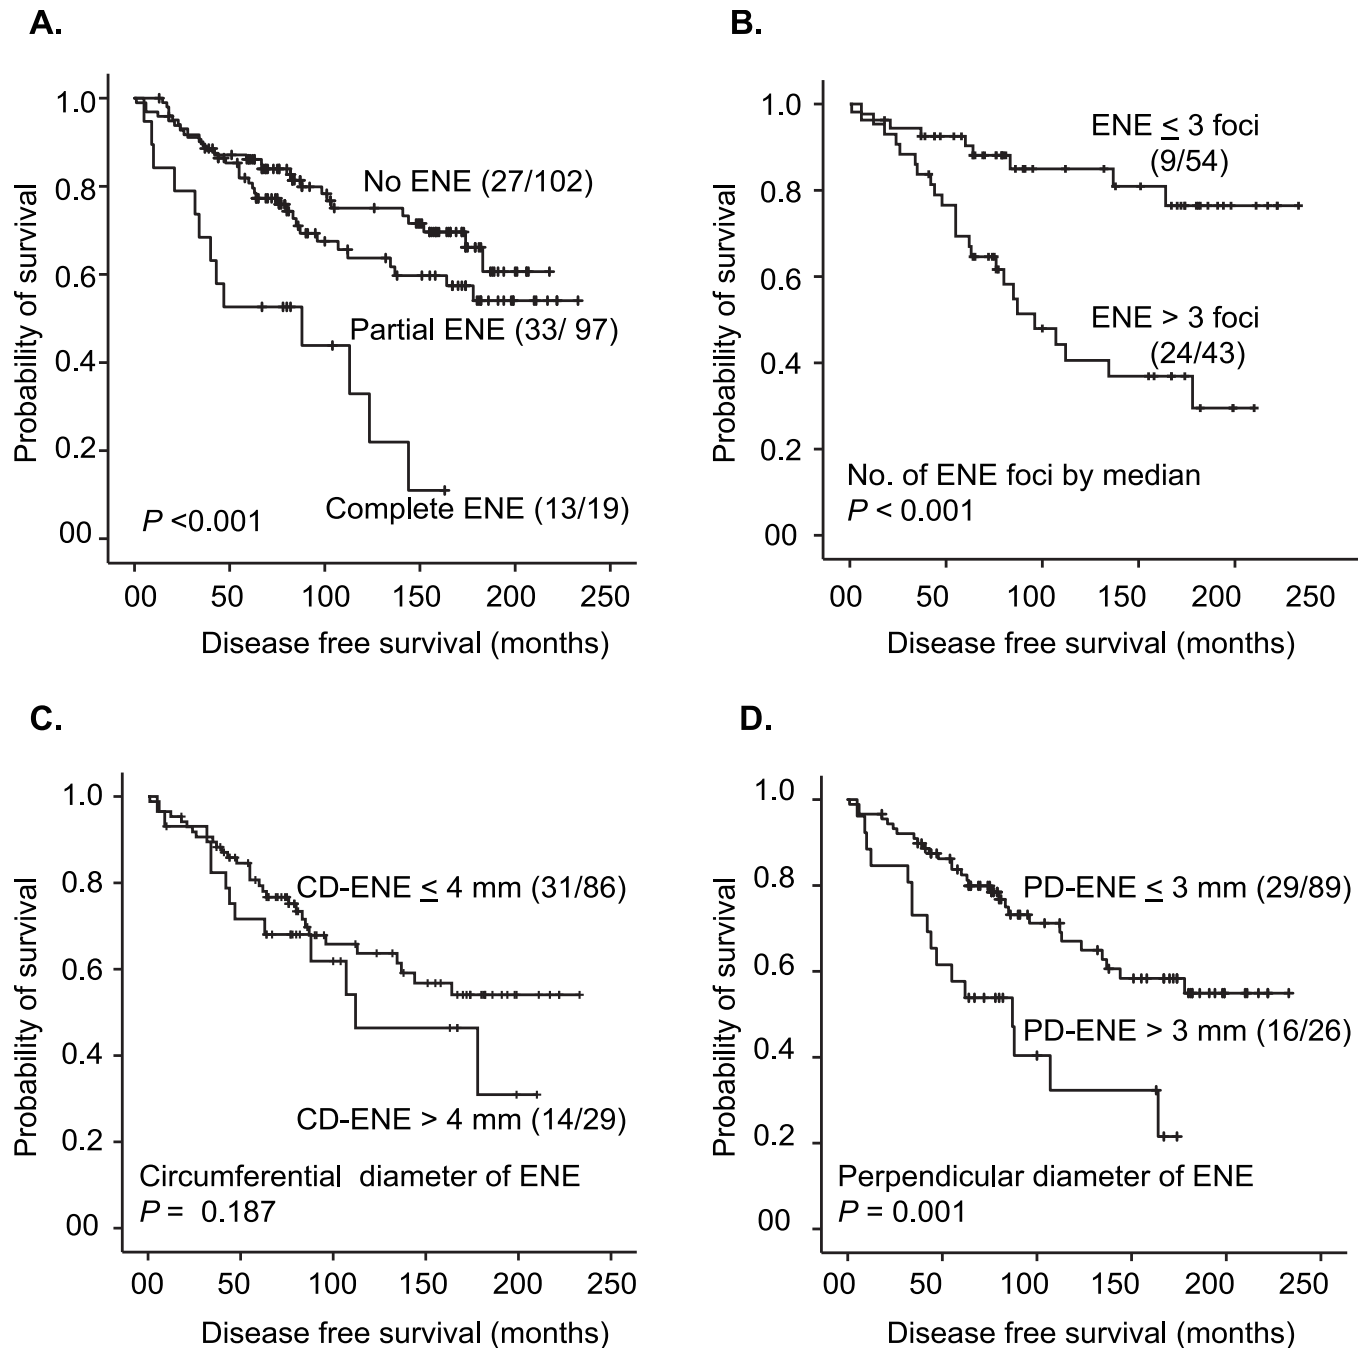 A.
Probability of survival
1.0
0.8
0.6
0.4
0.2
00
No ENE (27/102)
Partial ENE (33/ 97)
Complete ENE (13/19)
P <0.001
00 50 100 150 200 250
Disease free survival (months)
B.
Probability of survival
1.0
0.8
0.6
0.4
0.2
00
ENE ≤ 3 foci
(9/54)
ENE > 3 foci
(24/43)
No. of ENE foci by median
P < 0.001
00 50 100 150 200 250
Disease free survival (months)
C.
Probability of survival
1.0
0.8
0.6
0.4
0.2
00
CD-ENE ≤ 4 mm (31/86)
CD-ENE > 4 mm (14/29)
Circumferential diameter of ENE
P = 0.187
00 50 100 150 200 250
Disease free survival (months)
D.
Probability of survival
1.0
0.8
0.6
0.4
0.2
00
PD-ENE ≤ 3 mm (29/89)
PD-ENE > 3 mm (16/26)
Perpendicular diameter of ENE
P = 0.001
00 50 100 150 200 250
Disease free survival (months)